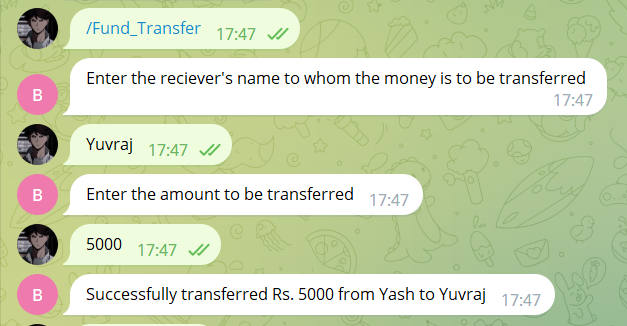 /Fund_Transfer 17:47
B
Enter the reciever's name to whom the money is to be transferred
17:47
Yuvraj 17:47
B
Enter the amount to be transferred 17:47
5000 17:47
B
Successfully transferred Rs. 5000 from Yash to Yuvraj 17:47